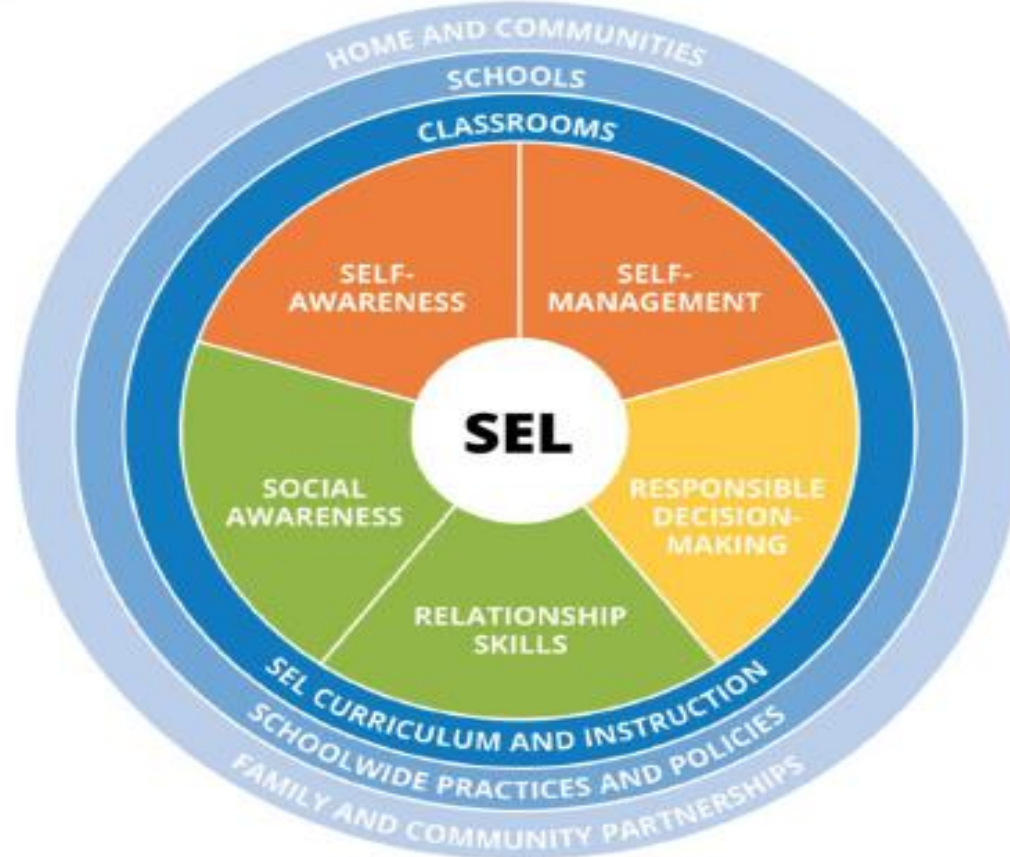 HOME AND COMMUNITIES
SCHOOLS
CLASSROOMS
SELF-
AWARENESS
SELF-
MANAGEMENT
SEL
SOCIAL
AWARENESS
RESPONSIBLE
DECISION-
MAKING
RELATIONSHIP
SKILLS
SEL CURRICULUM AND INSTRUCTION
SCHOOLWIDE PRACTICES AND POLICIES
FAMILY AND COMMUNITY PARTNERSHIPS